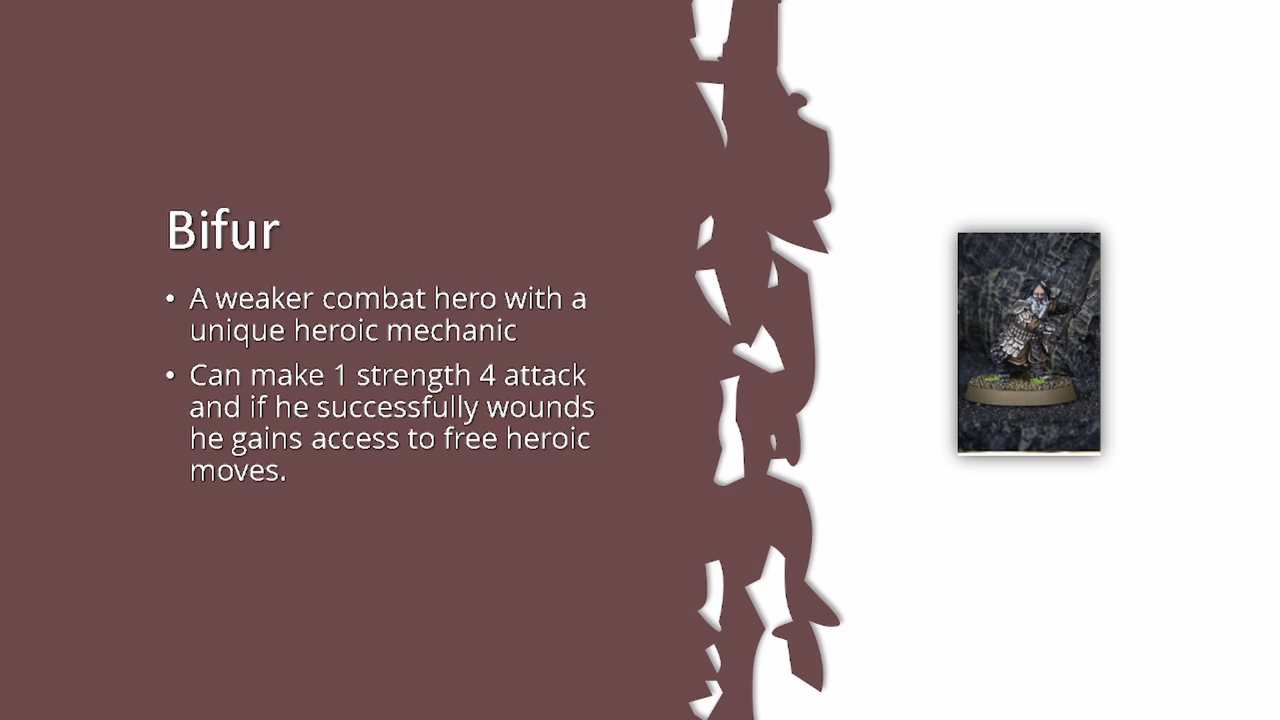 Bifur
• A weaker combat hero with a
unique heroic mechanic
• Can make 1 strength 4 attack
and if he successfully wounds
he gains access to free heroic
moves.